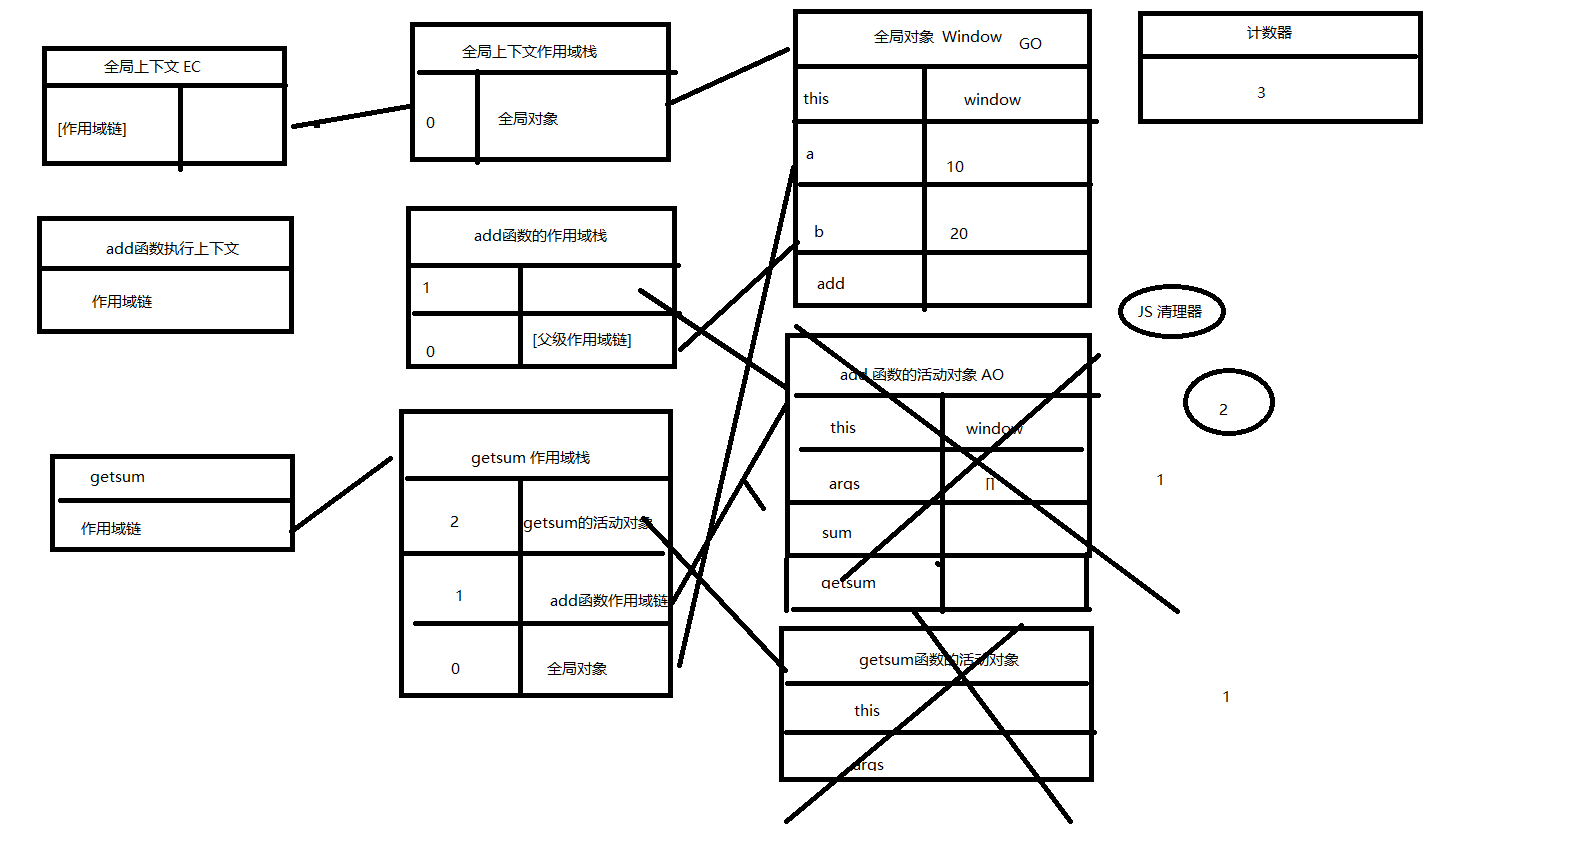 全局上下文 EC
[作用域链]
全局上下文作用域栈
0
全局对象
全局对象 Window
GO
this
window
a
10
b
20
add
计数器
3
add函数执行上下文
作用域链
add函数的作用域栈
1
0
[父级作用域链]
JS 清理器
2
add 函数的活动对象 AO
this
window
args
[]
sum
getsum
1
getsum
作用域链
getsum 作用域栈
2
getsum的活动对象
1
add函数作用域链
0
全局对象
getsum函数的活动对象
this
args
1